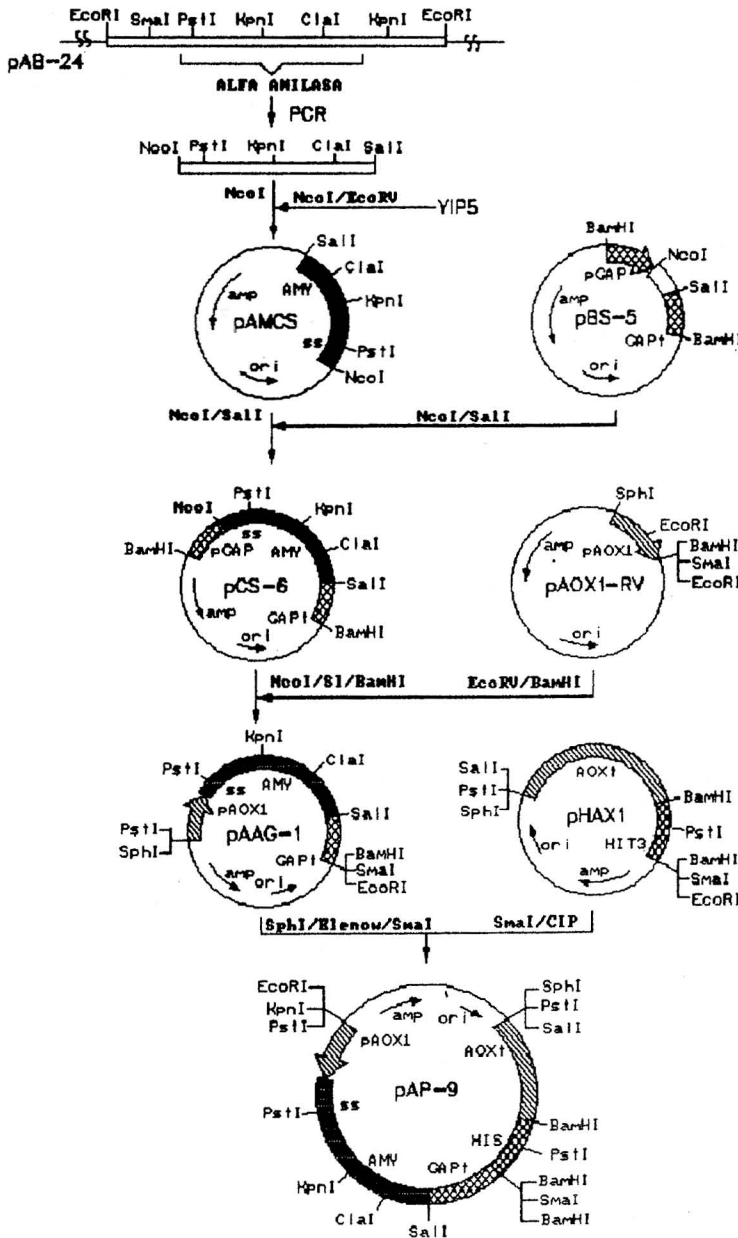 EcoRI SmaI PstI KpnI ClaI KpnI EcoRI
pAB-24
ALFA AMILASA
PCR
NcoI PstI KpnI ClaI SalI
NcoI NcoI/EcoRV
YIP5
SalI
ClaI
AMY
KpnI
amp
pAMCS
ss
PstI
ori
NcoI
BamHI
NcoI
pGAP
SalI
amp
pBS-5
GAPt
BamHI
ori
NcoI/SalI NcoI/SalI
PstI
NcoI
KpnI
ss
BamHI
pGAP
AMY
ClaI
pCS-6
SalI
amp
GAPt
ori
BamHI
SphI
EcoRI
amp
pAOX1
BamHI
SmaI
EcoRI
pAOX1-RV
ori
NcoI/S1/BamHI EcoRV/BamHI
KpnI
PstI
ClaI
ss
AMY
pAOX1
SalI
PstI
SphI
pAAG-1
GAPt
BamHI
SmaI
EcoRI
amp
ori
SalI
PstI
SphI
AOXt
BamHI
pHAX1
PstI
ori
HIT3
BamHI
amp
SmaI
EcoRI
SphI/Elenow/SmaI SmaI/CIP
EcoRI
KpnI
PstI
amp
ori
SphI
PstI
SalI
pAOX1
AOXt
pAP-9
PstI
ss
BamHI
HIS
PstI
AMY
GAPt
KpnI
BamHI
SmaI
BamHI
ClaI
SalI